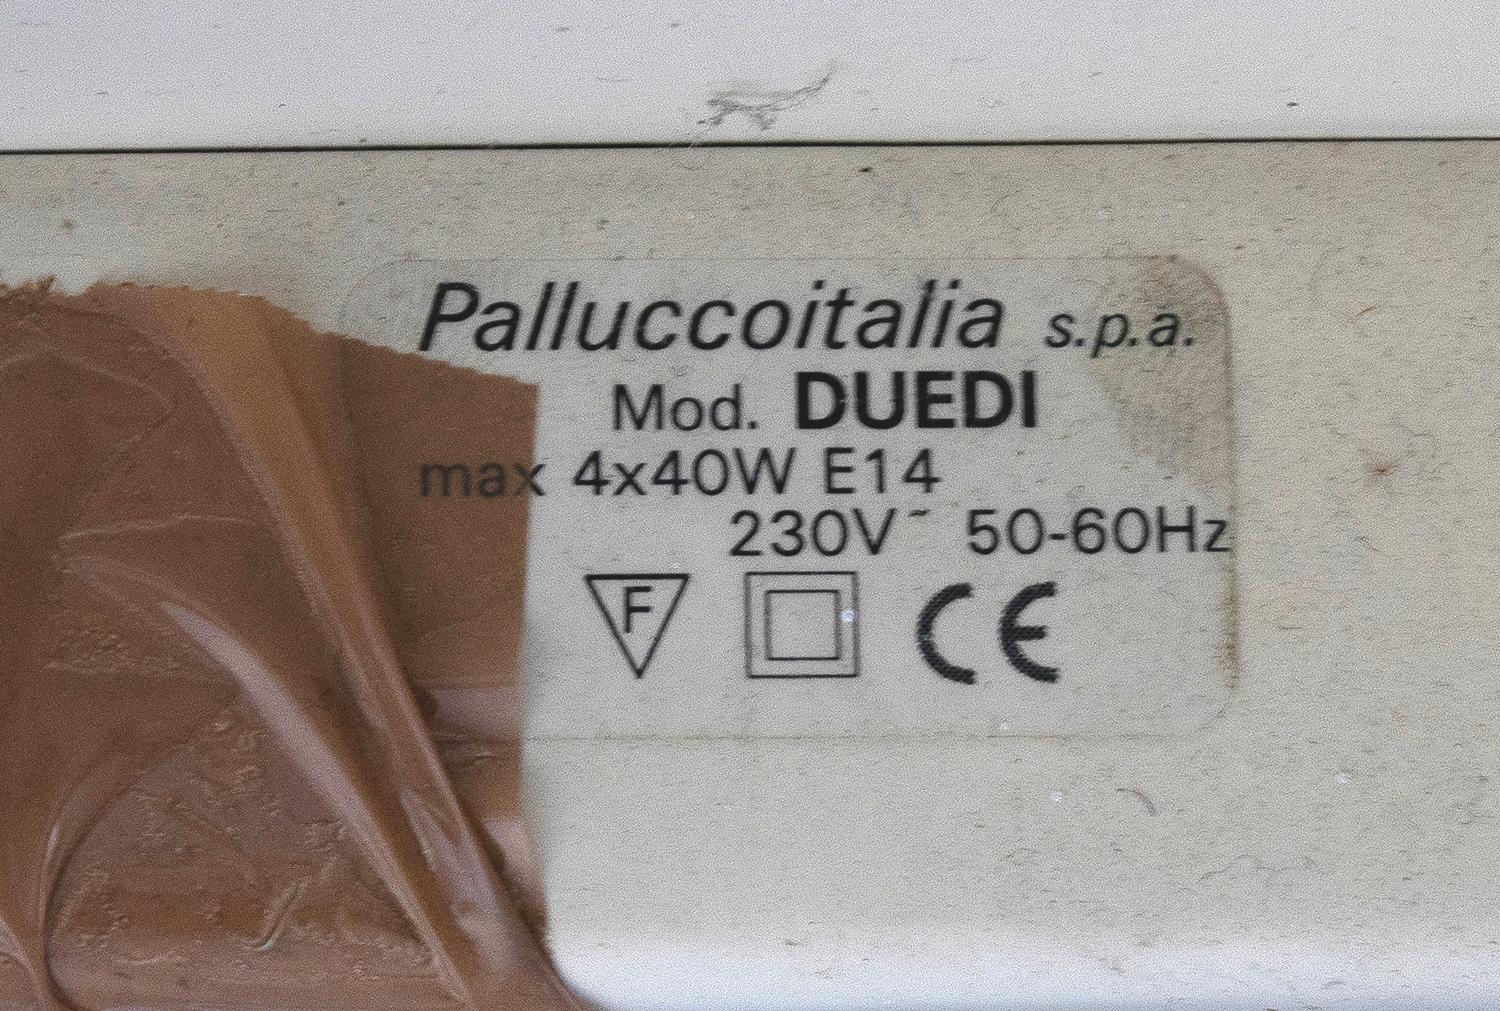 Palluccoitalia s.p.a.
Mod. DUEDI
max 4x40W E14
230V~ 50-60Hz
F CE